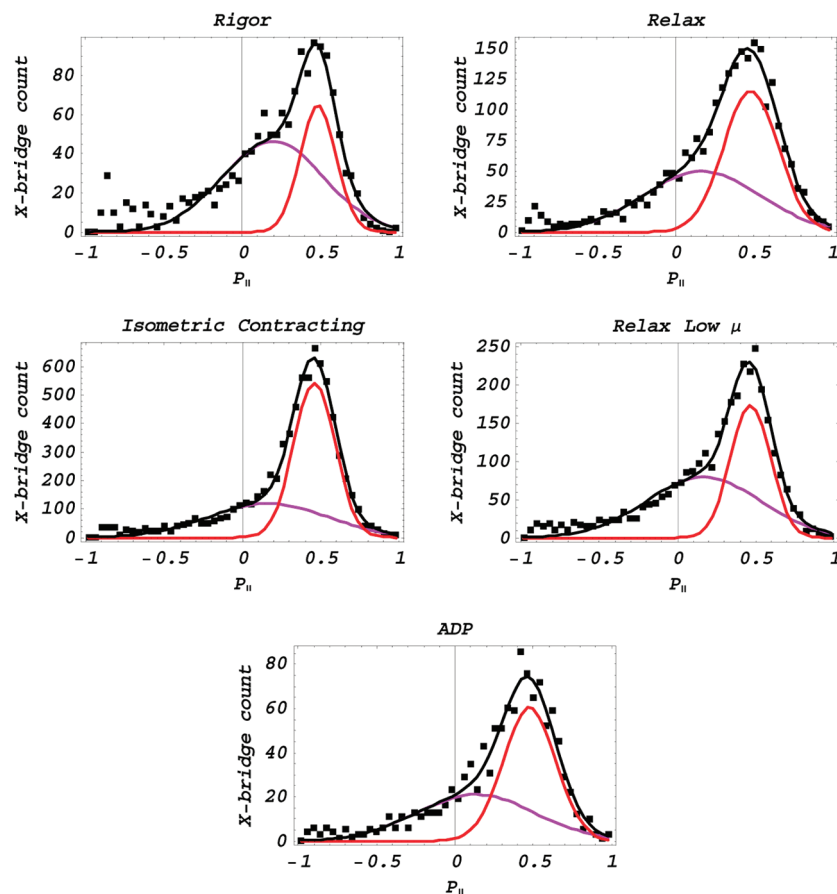 Rigor
X-bridge count
80
60
40
20
0
-1 -0.5 0 0.5 1
P||
Relax
X-bridge count
150
125
100
75
50
25
0
-1 -0.5 0 0.5 1
P||
Isometric Contracting
X-bridge count
600
500
400
300
200
100
0
-1 -0.5 0 0.5 1
P||
Relax Low μ
X-bridge count
250
200
150
100
50
0
-1 -0.5 0 0.5 1
P||
ADP
X-bridge count
80
60
40
20
0
-1 -0.5 0 0.5 1
P||